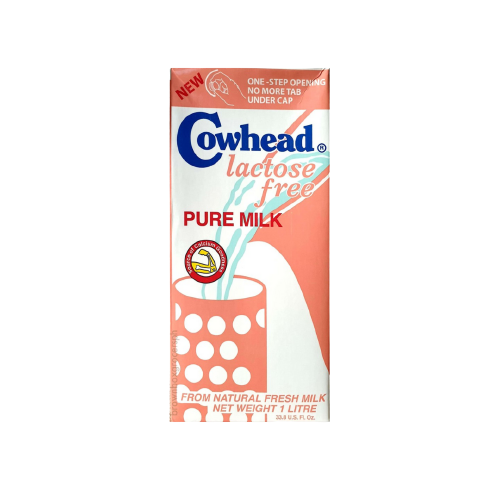 NEW
ONE-STEP OPENING
NO MORE TAB
UNDER CAP
Cowhead®
lactose
free
PURE MILK
FROM NATURAL FRESH MILK
NET WEIGHT 1 LITRE
33.8 U.S. Fl. Oz.